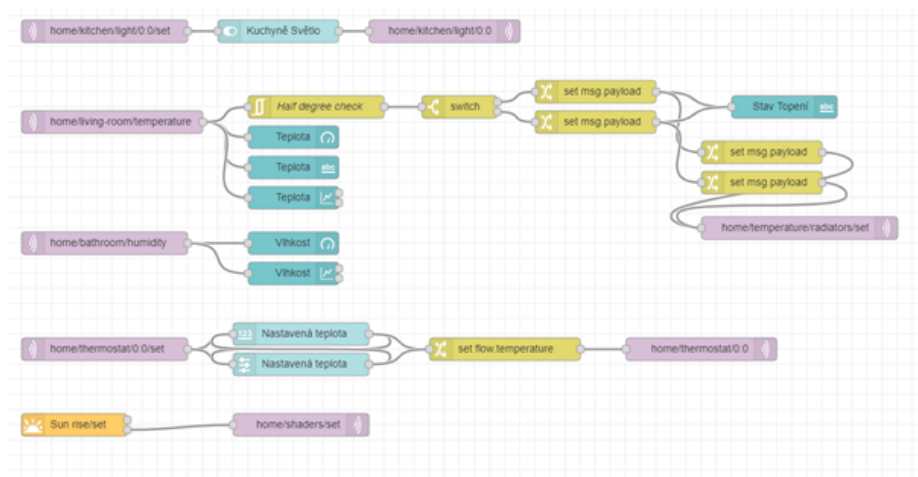 home/kitchen/light/0:0/set
Kuchyně Světlo
home/kitchen/light/0:0
Half degree check
switch
set msg.payload
Stav Topení
abc
home/living-room/temperature
set msg.payload
Teplota
Teplota
abc
set msg.payload
Teplota
set msg.payload
home/temperature/radiators/set
home/bathroom/humidity
Vlhkost
Vlhkost
123
Nastavená teplota
home/thermostat/0:0/set
set flow.temperature
home/thermostat/0:0
Nastavená teplota
Sun rise/set
home/shaders/set